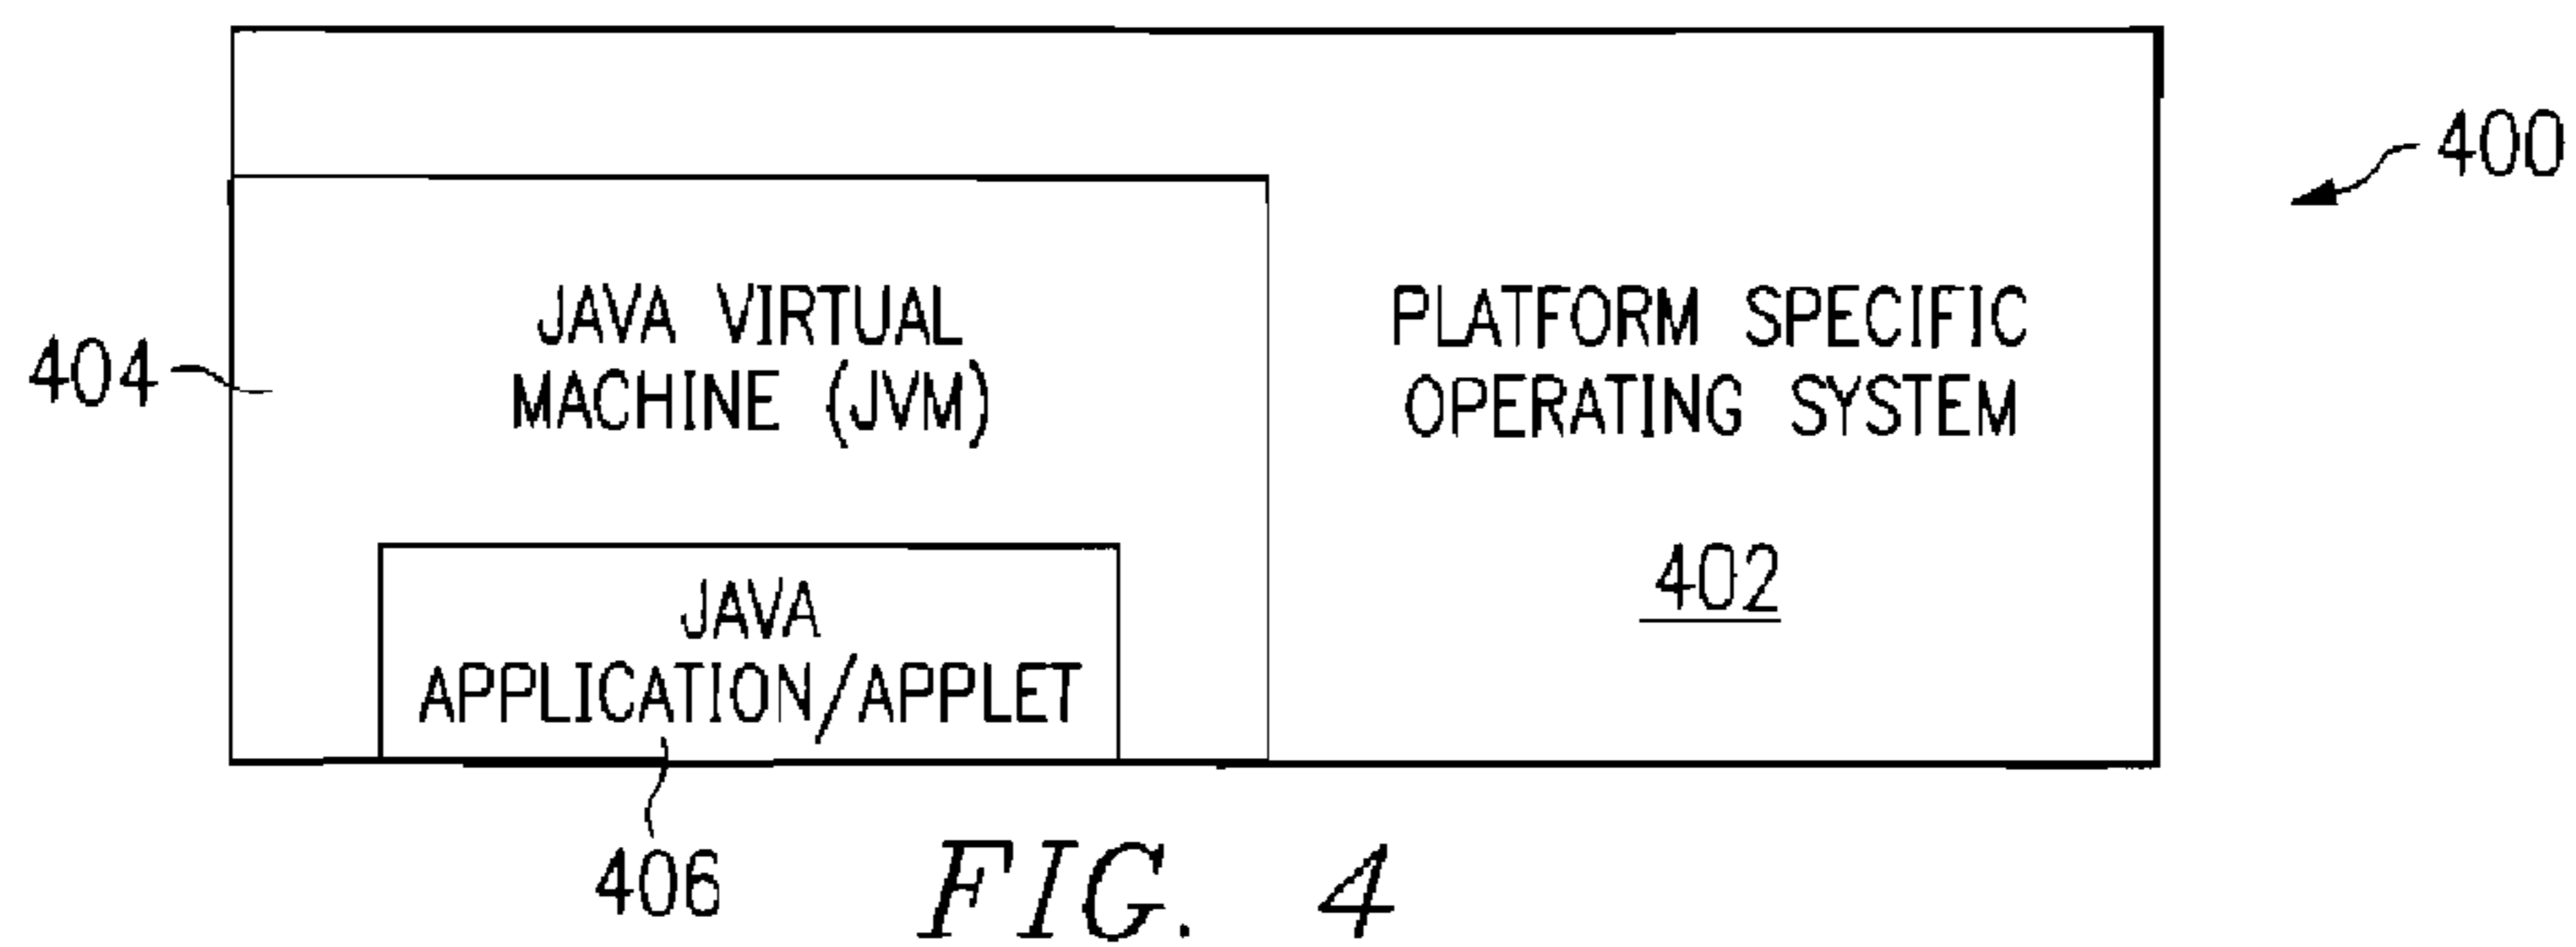 400
404
JAVA VIRTUAL
MACHINE (JVM)
PLATFORM SPECIFIC
OPERATING SYSTEM
402
JAVA
APPLICATION/APPLET
406
FIG. 4